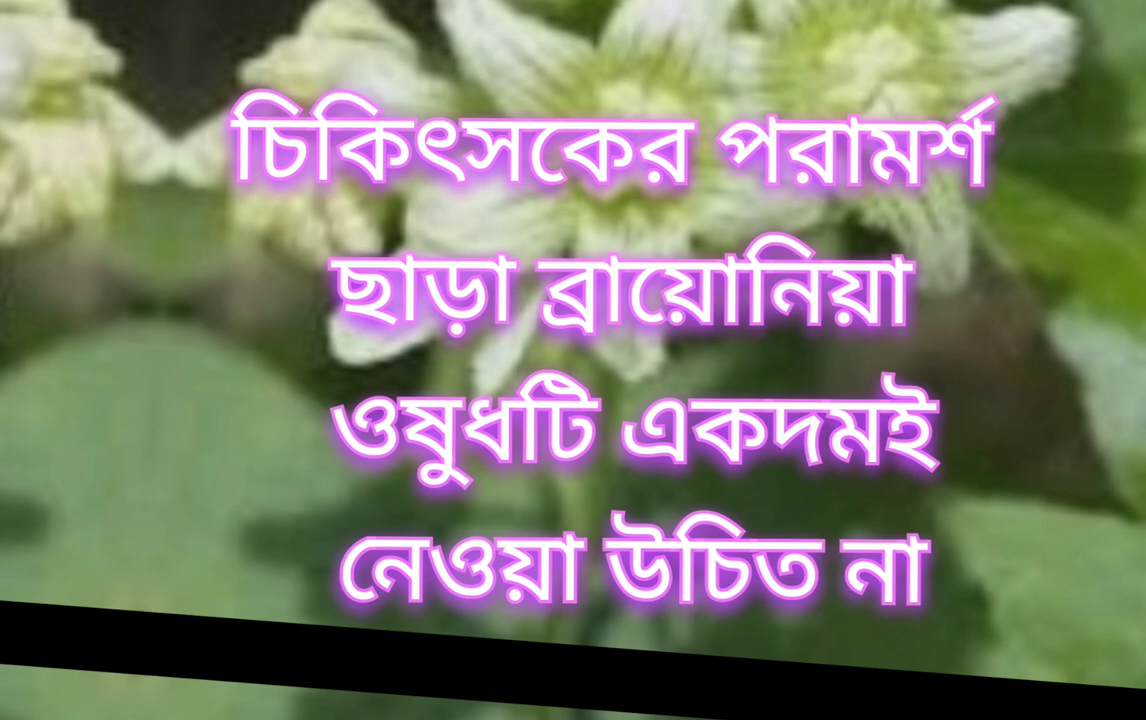 চিকিৎসকের পরামর্শ
ছাড়া ব্রায়োনিয়া
ওষুধটি একদমই
নেওয়া উচিত না